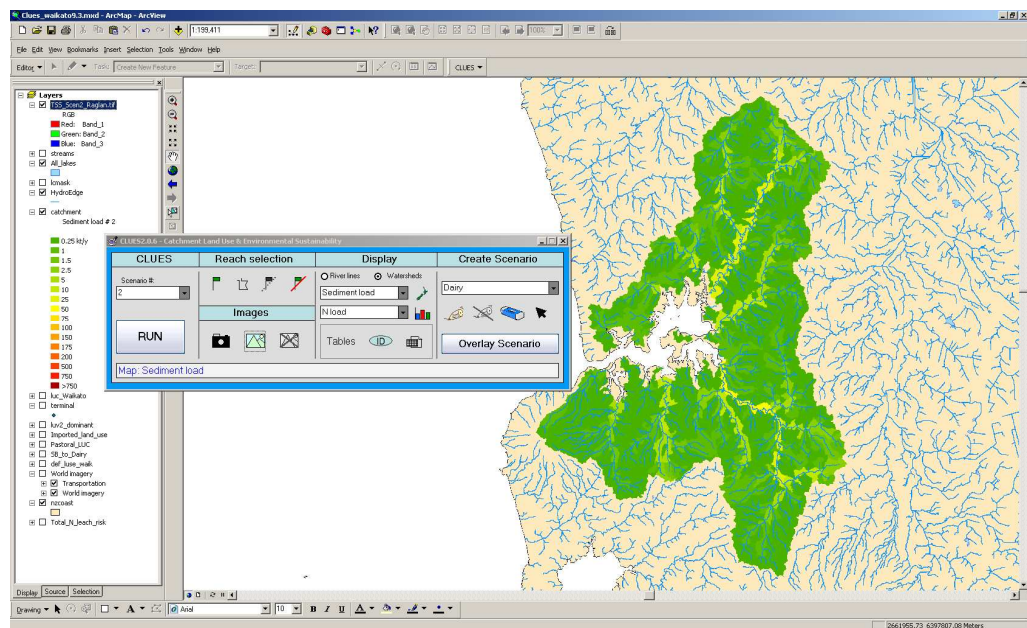 Clues_waikato9.3.mxd - ArcMap - ArcView
1:199,411
100%
File Edit View Bookmarks Insert Selection Tools Window Help
Editor Task: Create New Feature Target: CLUES
Layers
TSS_Scen2_Raglan.tif
RGB
Red: Band_1
Green: Band_2
Blue: Band_3
streams
All_lakes
lcmask
HydroEdge
catchment
Sediment load # 2
0.25 kt/y
1
1.5
2.5
5
10
25
50
75
100
150
175
200
500
750
>750
luc_Waikato
terminal
luv2_dominant
Imported_land_use
Pastoral_LUC
SB_to_Dairy
def_luse_waik
World imagery
Transportation
World imagery
nzcoast
Total_N_leach_risk
CLUES2.0.6 - Catchment Land Use & Environmental Sustainability
CLUES Reach selection Display Create Scenario
Scenario #:
2
River lines Watersheds
Sediment load
Dairy
Images
N load
RUN
Tables ID
Overlay Scenario
Map: Sediment load
Display Source Selection
Drawing A Arial 10 B I U A
2661955.73 6397807.08 Meters